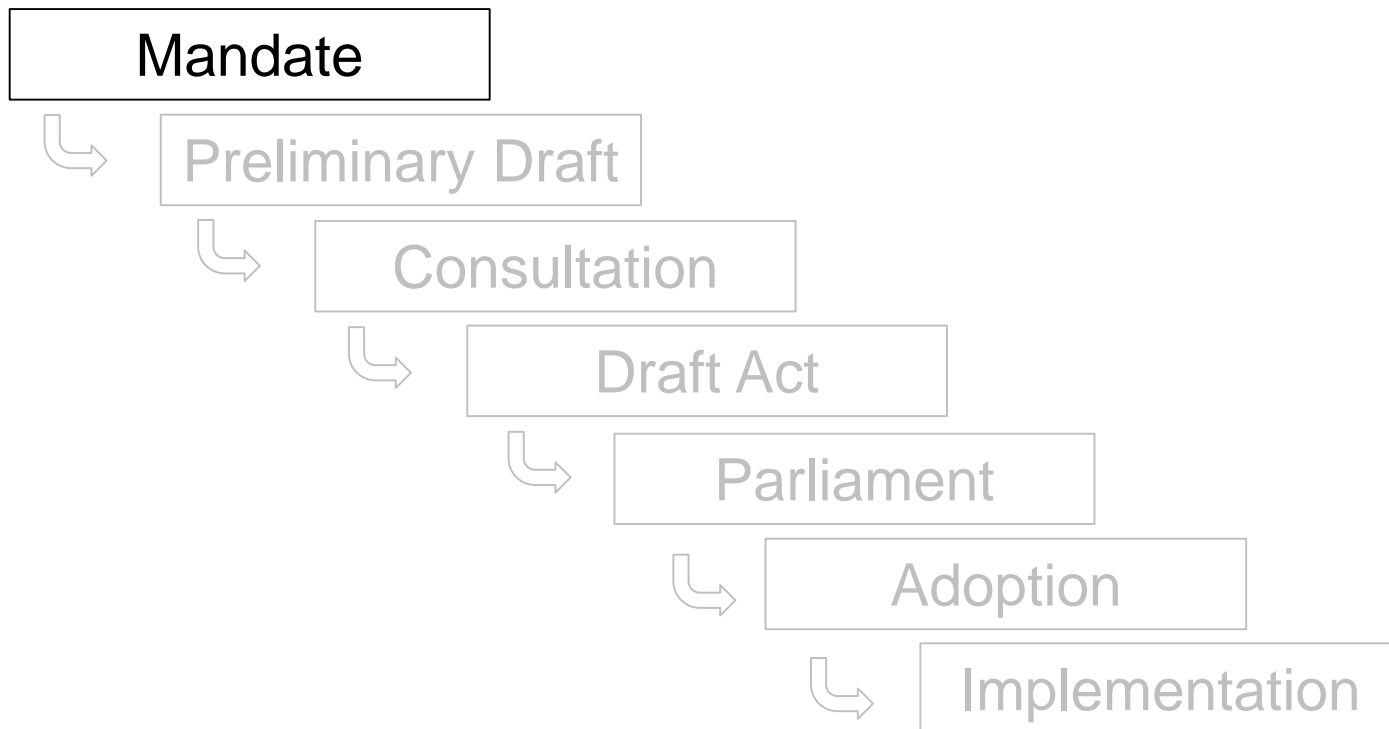 Mandate
Preliminary Draft
Consultation
Draft Act
Parliament
Adoption
Implementation